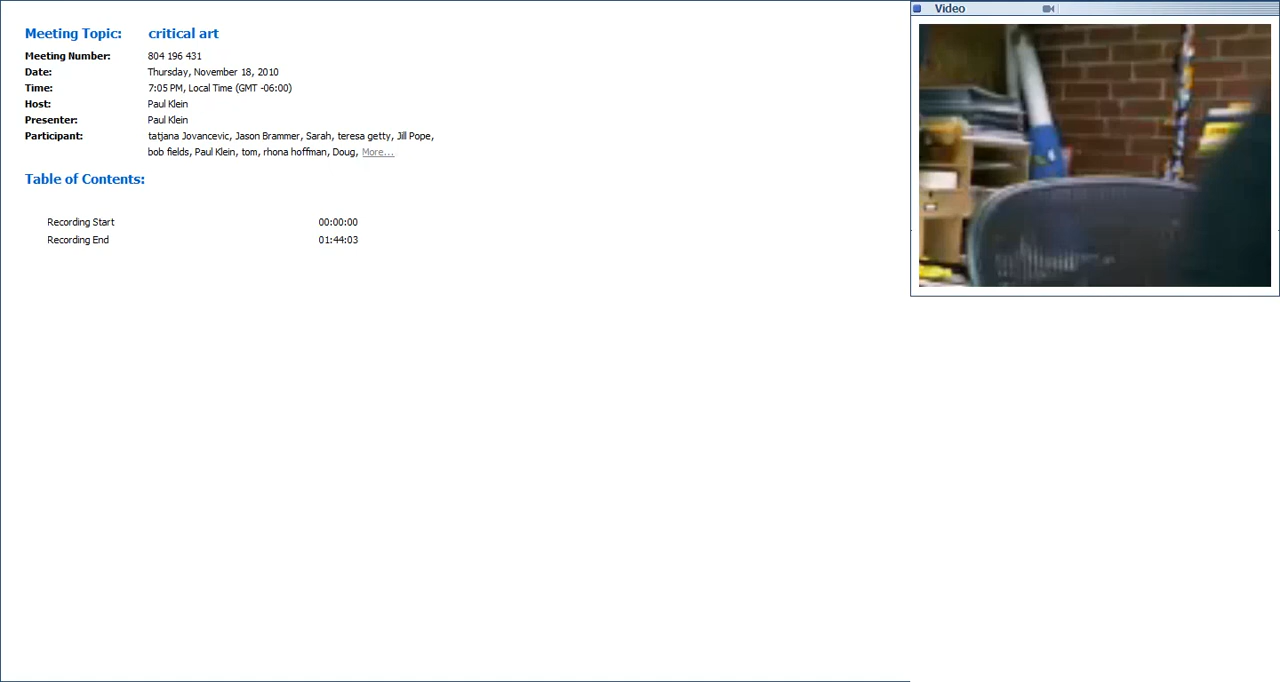 Meeting Topic: critical art
Meeting Number: 804 196 431
Date: Thursday, November 18, 2010
Time: 7:05 PM, Local Time (GMT -06:00)
Host: Paul Klein
Presenter: Paul Klein
Participant: tatjana Jovancevic, Jason Brammer, Sarah, teresa getty, Jill Pope,
bob fields, Paul Klein, tom, rhona hoffman, Doug, More...
Table of Contents:
Recording Start 00:00:00
Recording End 01:44:03
Video